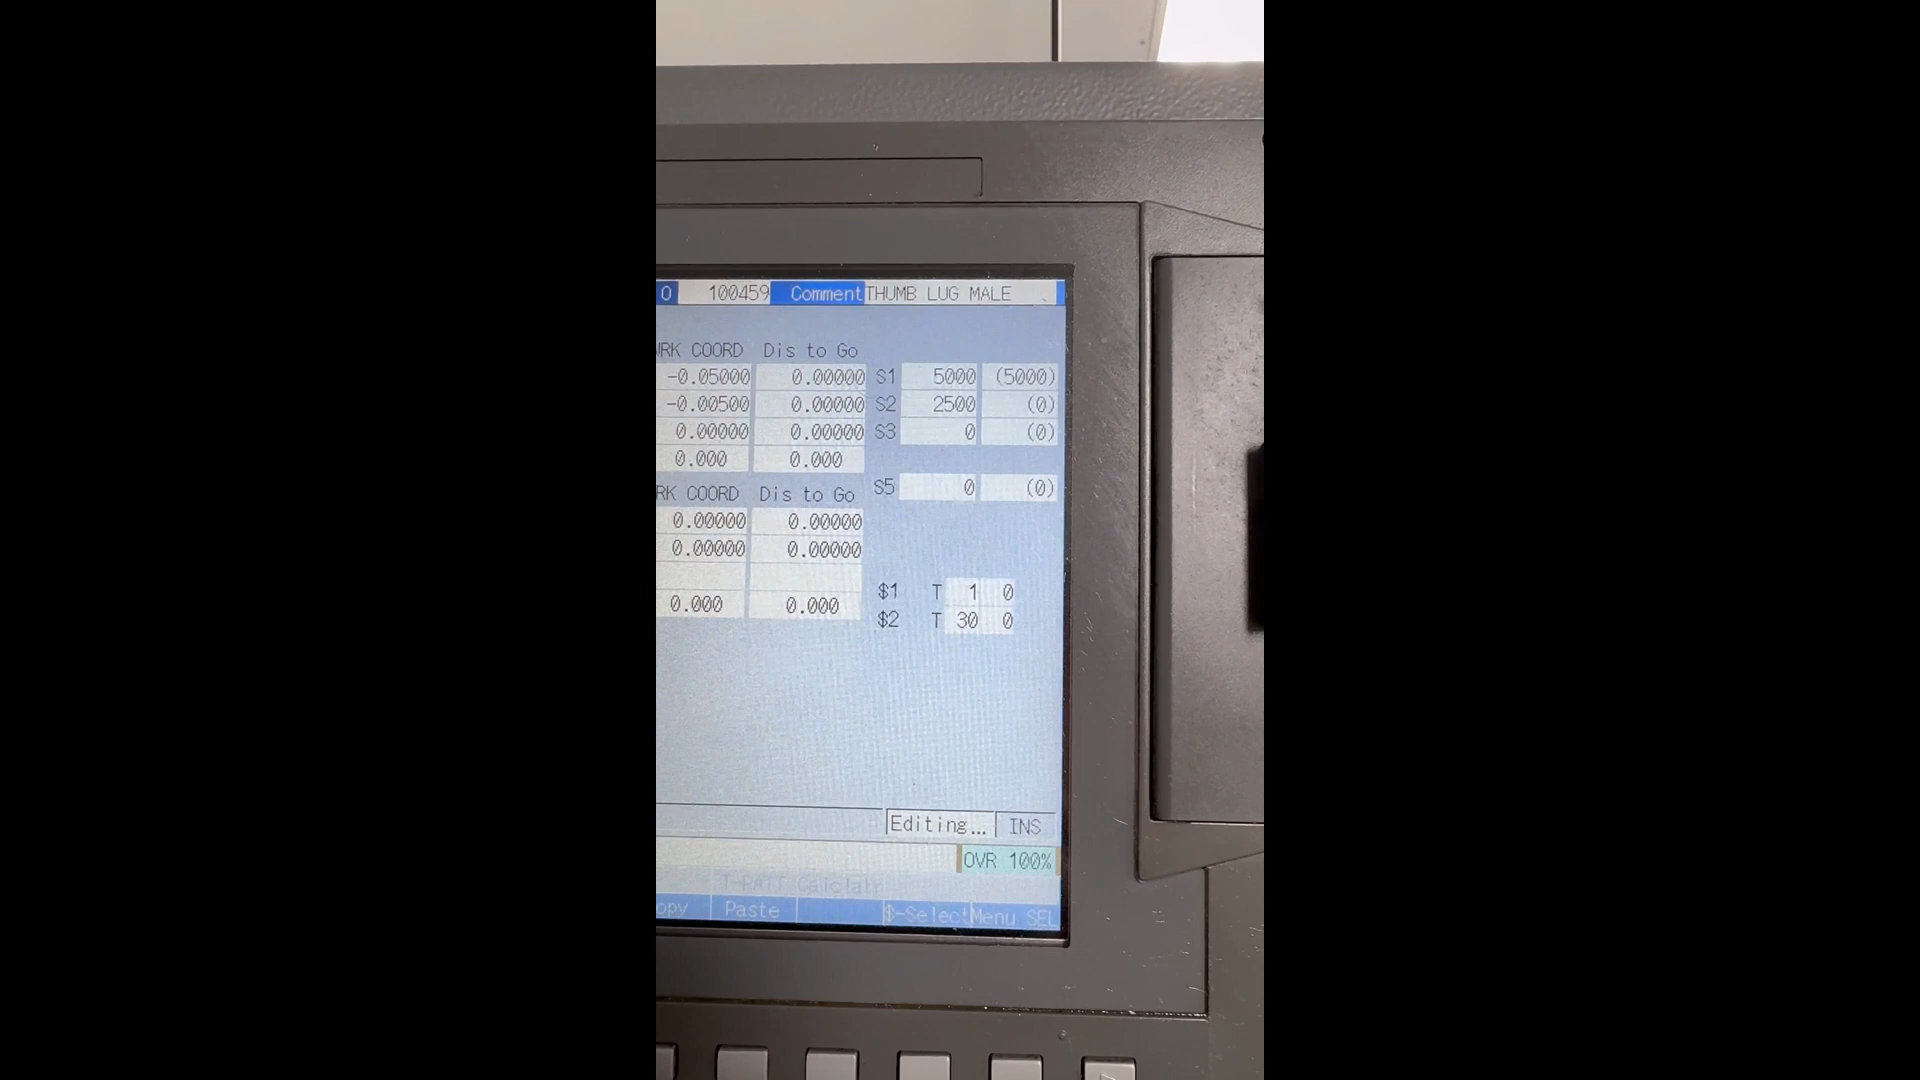 O 100459 Comment THUMB LUG MALE
WRK COORD Dis to Go
-0.05000 0.00000 S1 5000 (5000)
-0.00500 0.00000 S2 2500 (0)
0.00000 0.00000 S3 0 (0)
0.000 0.000
RK COORD Dis to Go S5 0 (0)
0.00000 0.00000
0.00000 0.00000
$1 T 1 0
0.000 0.000 $2 T 30 0
Editing... INS
OVR 100%
T-PATT Calclate
opy Paste $-Select Menu SEL